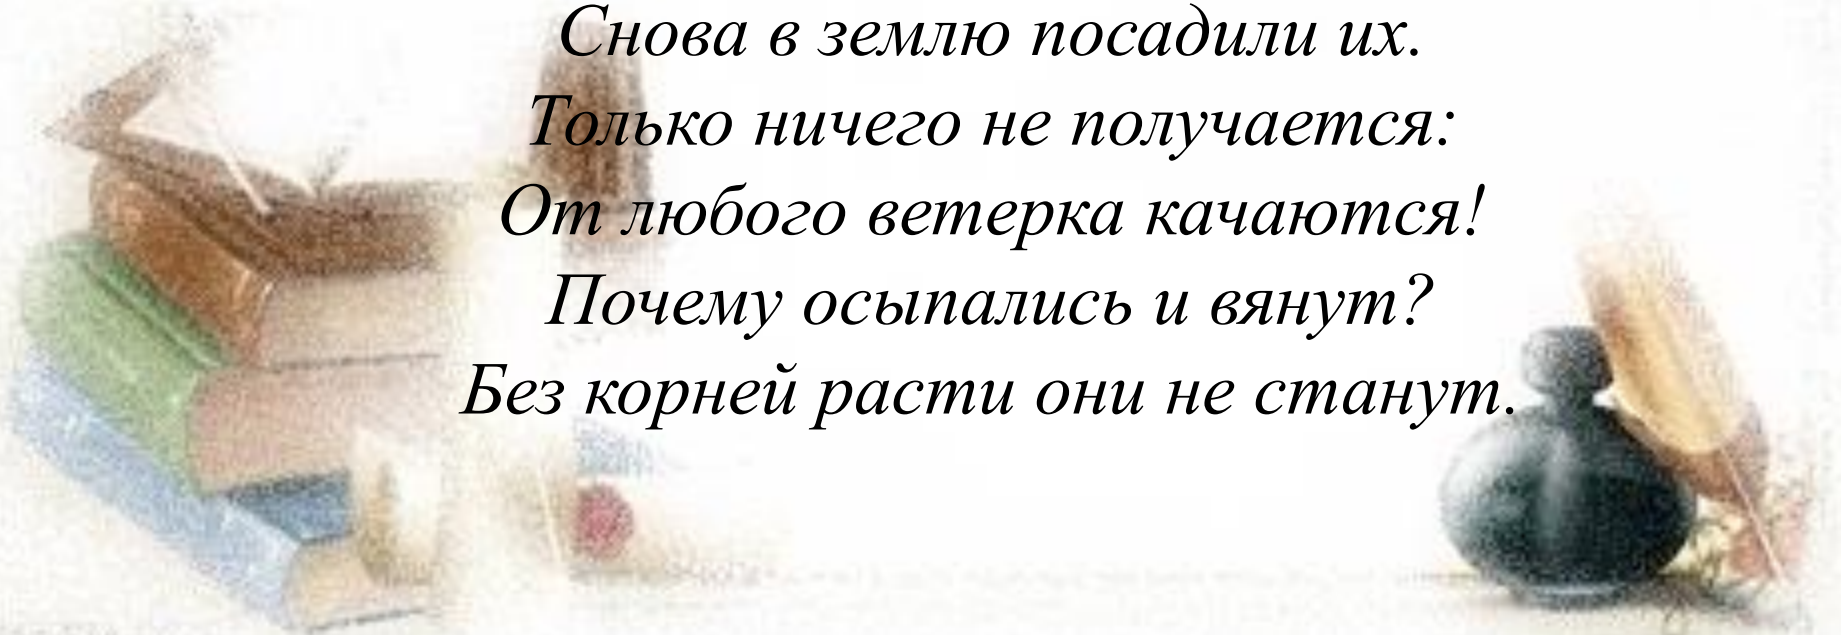 Снова в землю посадили их.
Только ничего не получается:
От любого ветерка качаются!
Почему осыпались и вянут?
Без корней расти они не станут.